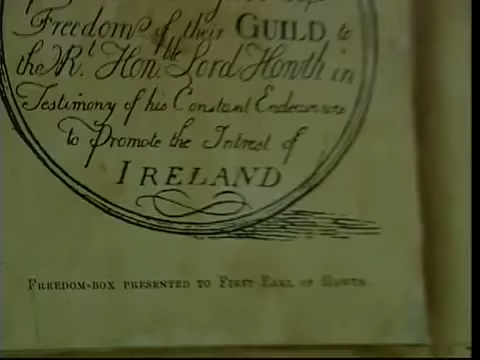 Freedom of their GUILD to
the Rt. Honble Lord Howth in
Testimony of his Constant Endeavours
to Promote the Intrest of
IRELAND
FREEDOM-BOX PRESENTED TO FIRST EARL OF HOWTH